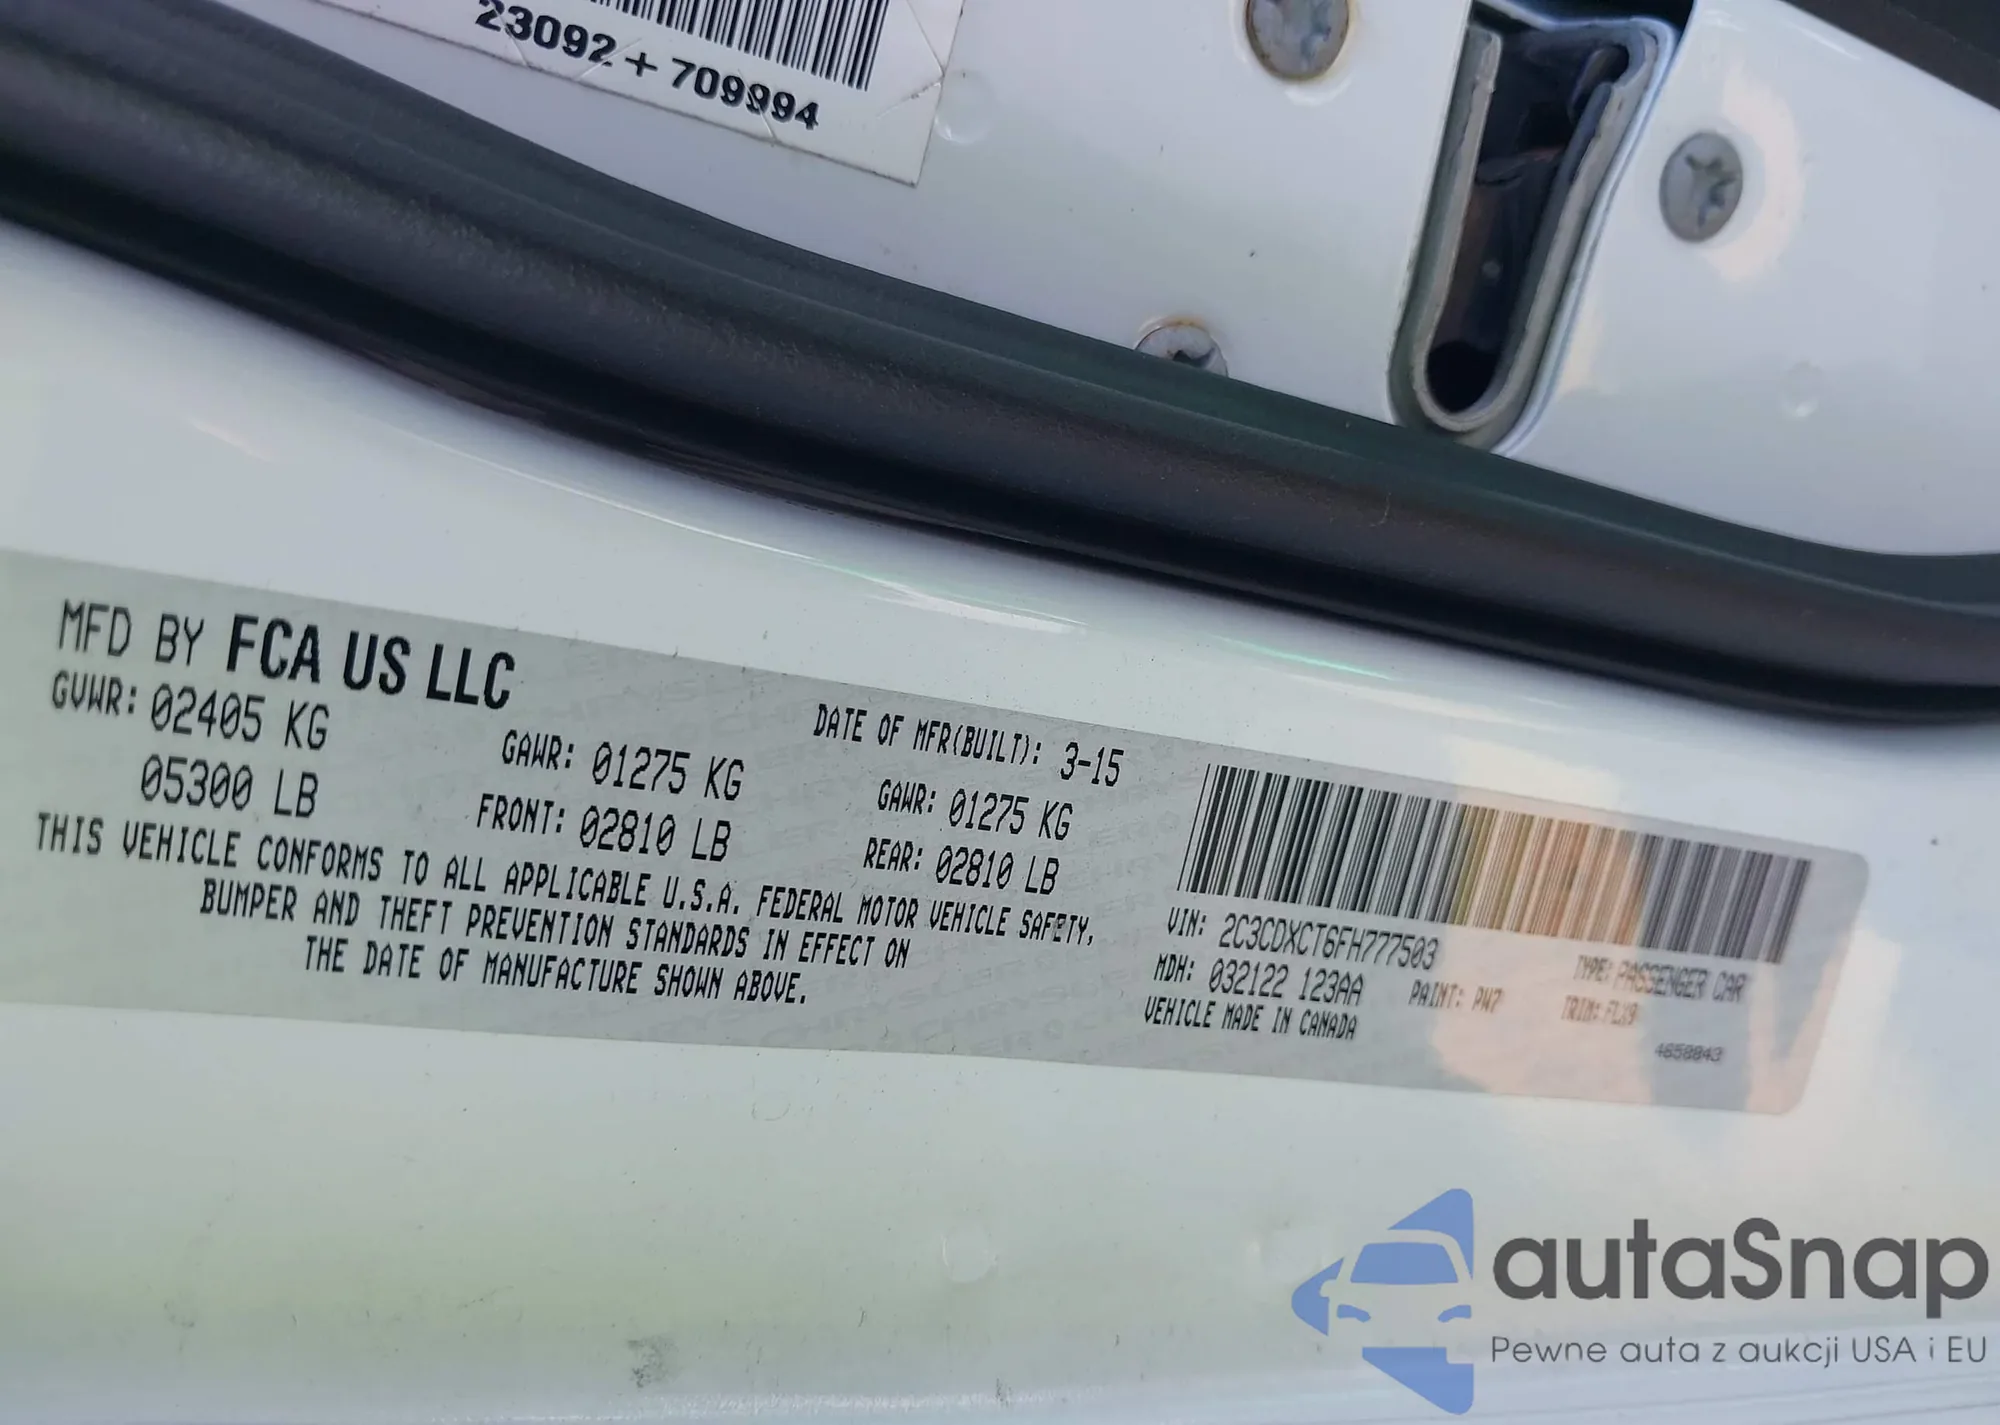 23092 + 709994
MFD BY FCA US LLC
GVWR: 02405 KG
05300 LB
GAWR: 01275 KG
FRONT: 02810 LB
DATE OF MFR(BUILT): 3-15
GAWR: 01275 KG
REAR: 02810 LB
THIS VEHICLE CONFORMS TO ALL APPLICABLE U.S.A. FEDERAL MOTOR VEHICLE SAFETY,
BUMPER AND THEFT PREVENTION STANDARDS IN EFFECT ON
THE DATE OF MANUFACTURE SHOWN ABOVE.
VIN: 2C3CDXCT6FH777503
TYPE: PASSENGER CAR
MDH: 032122 123AA
PAINT: PW7
TRIM: FLX9
VEHICLE MADE IN CANADA
4650043
autaSnap
Pewne auta z aukcji USA i EU